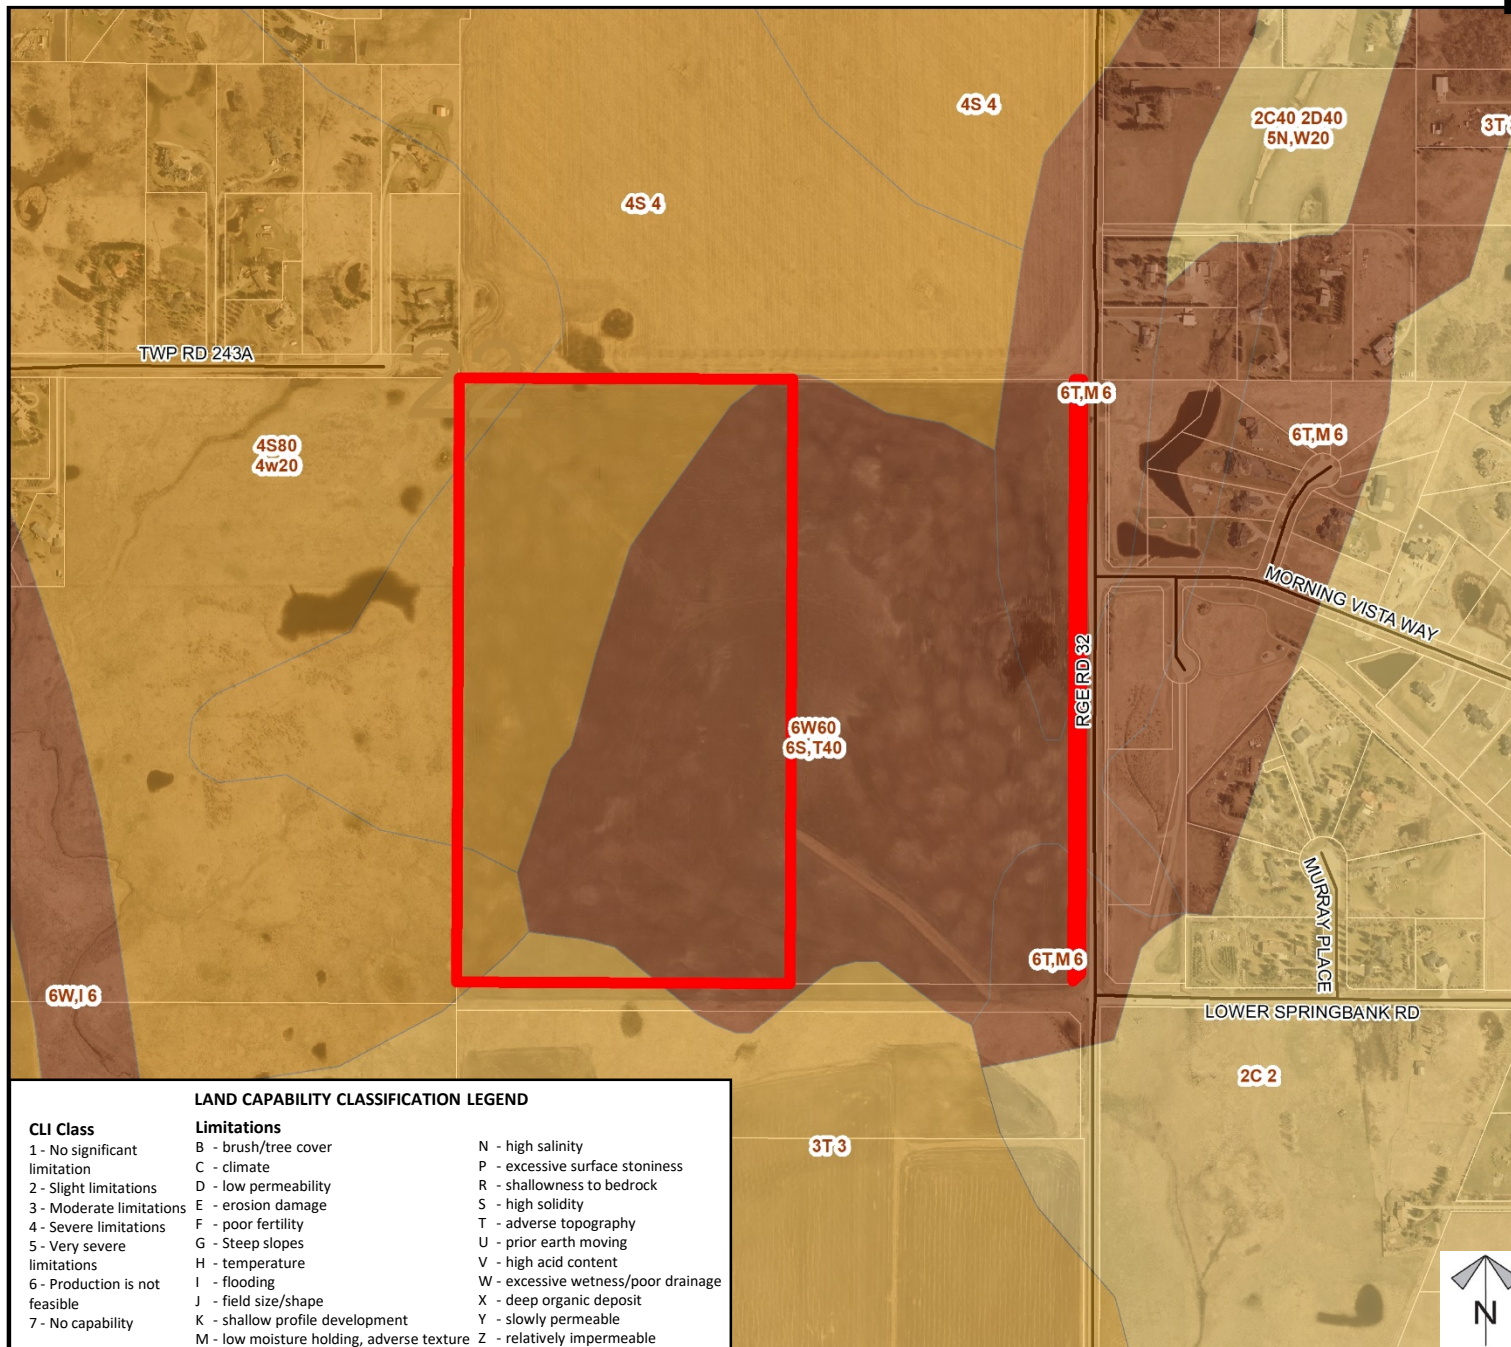 4S 4
2C40 2D40
5N,W20
3T
4S 4
TWP RD 243A
22
6T,M 6
4S80
4w20
6T,M 6
MORNING VISTA WAY
RGE RD 32
6W60
6S,T40
MURRAY PLACE
6T,M 6
6W,I 6
LOWER SPRINGBANK RD
2C 2
3T 3
LAND CAPABILITY CLASSIFICATION LEGEND
CLI Class
1 - No significant
limitation
2 - Slight limitations
3 - Moderate limitations
4 - Severe limitations
5 - Very severe
limitations
6 - Production is not
feasible
7 - No capability
Limitations
B - brush/tree cover
C - climate
D - low permeability
E - erosion damage
F - poor fertility
G - Steep slopes
H - temperature
I - flooding
J - field size/shape
K - shallow profile development
M - low moisture holding, adverse texture
N - high salinity
P - excessive surface stoniness
R - shallowness to bedrock
S - high solidity
T - adverse topography
U - prior earth moving
V - high acid content
W - excessive wetness/poor drainage
X - deep organic deposit
Y - slowly permeable
Z - relatively impermeable
N